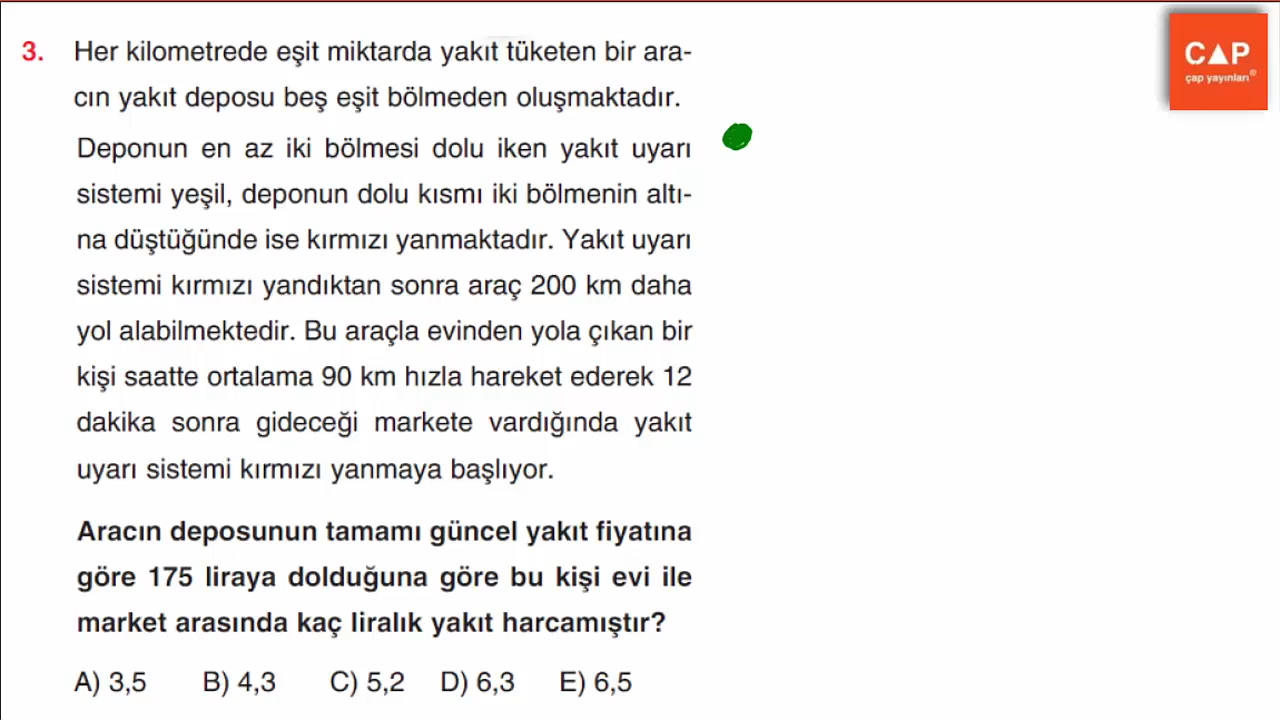 3. Her kilometrede eşit miktarda yakıt tüketen bir ara-
cın yakıt deposu beş eşit bölmeden oluşmaktadır.
Deponun en az iki bölmesi dolu iken yakıt uyarı
sistemi yeşil, deponun dolu kısmı iki bölmenin altı-
na düştüğünde ise kırmızı yanmaktadır. Yakıt uyarı
sistemi kırmızı yandıktan sonra araç 200 km daha
yol alabilmektedir. Bu araçla evinden yola çıkan bir
kişi saatte ortalama 90 km hızla hareket ederek 12
dakika sonra gideceği markete vardığında yakıt
uyarı sistemi kırmızı yanmaya başlıyor.
Aracın deposunun tamamı güncel yakıt fiyatına
göre 175 liraya dolduğuna göre bu kişi evi ile
market arasında kaç liralık yakıt harcamıştır?
A) 3,5 B) 4,3 C) 5,2 D) 6,3 E) 6,5
ÇAP
çap yayınları®